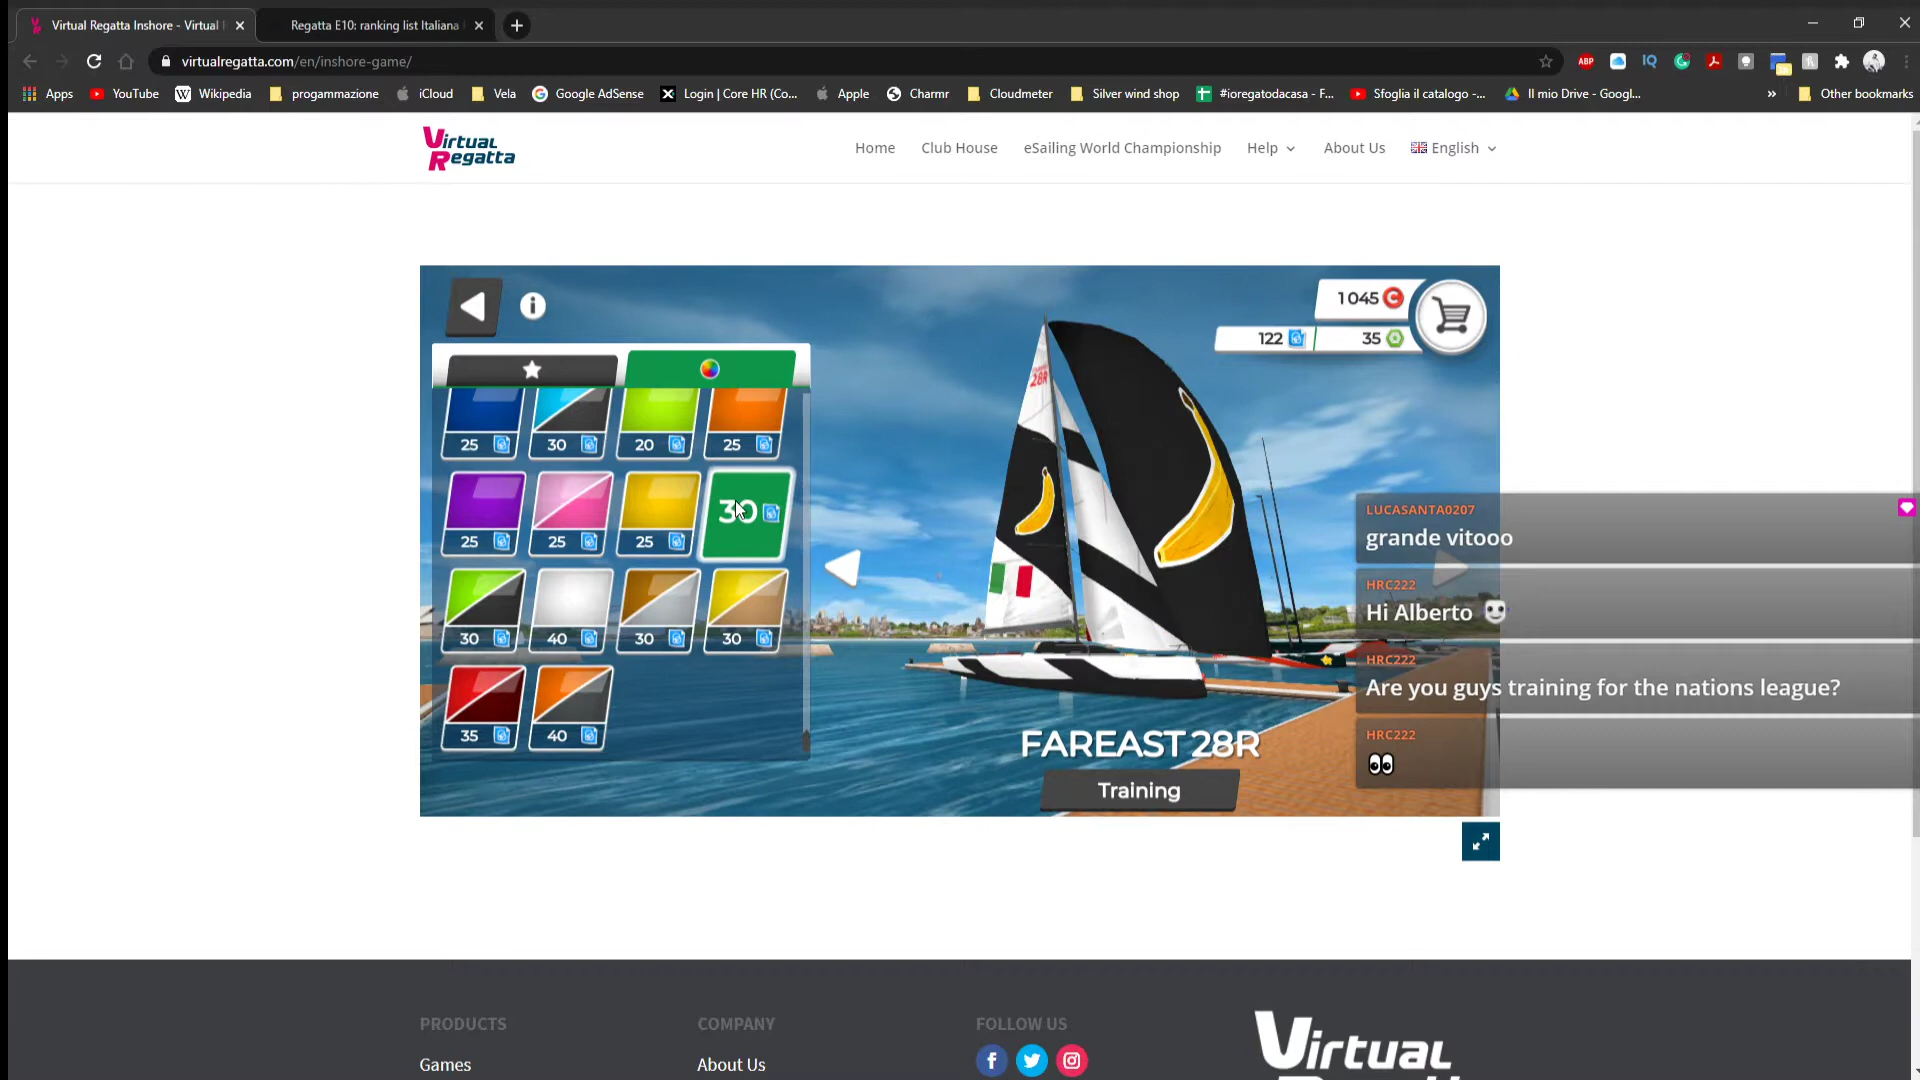 Virtual Regatta Inshore - Virtual
Regatta E10: ranking list Italiana
virtualregatta.com/en/inshore-game/
ABP
IQ
Apps
YouTube
Wikipedia
progammazione
iCloud
Vela
Google AdSense
Login | Core HR (Co...
Apple
Charmr
Cloudmeter
Silver wind shop
#ioregatodacasa - F...
Sfoglia il catalogo -...
Il mio Drive - Googl...
»
Other bookmarks
Virtual
Regatta
Home
Club House
eSailing World Championship
Help
About Us
English
1 045
122
35
28R
25
30
20
25
25
25
25
30
30
40
30
30
35
40
FAREAST 28R
Training
LUCASANTA0207
grande vitooo
HRC222
Hi Alberto
HRC222
Are you guys training for the nations league?
HRC222
PRODUCTS
COMPANY
FOLLOW US
Games
About Us
Virtual